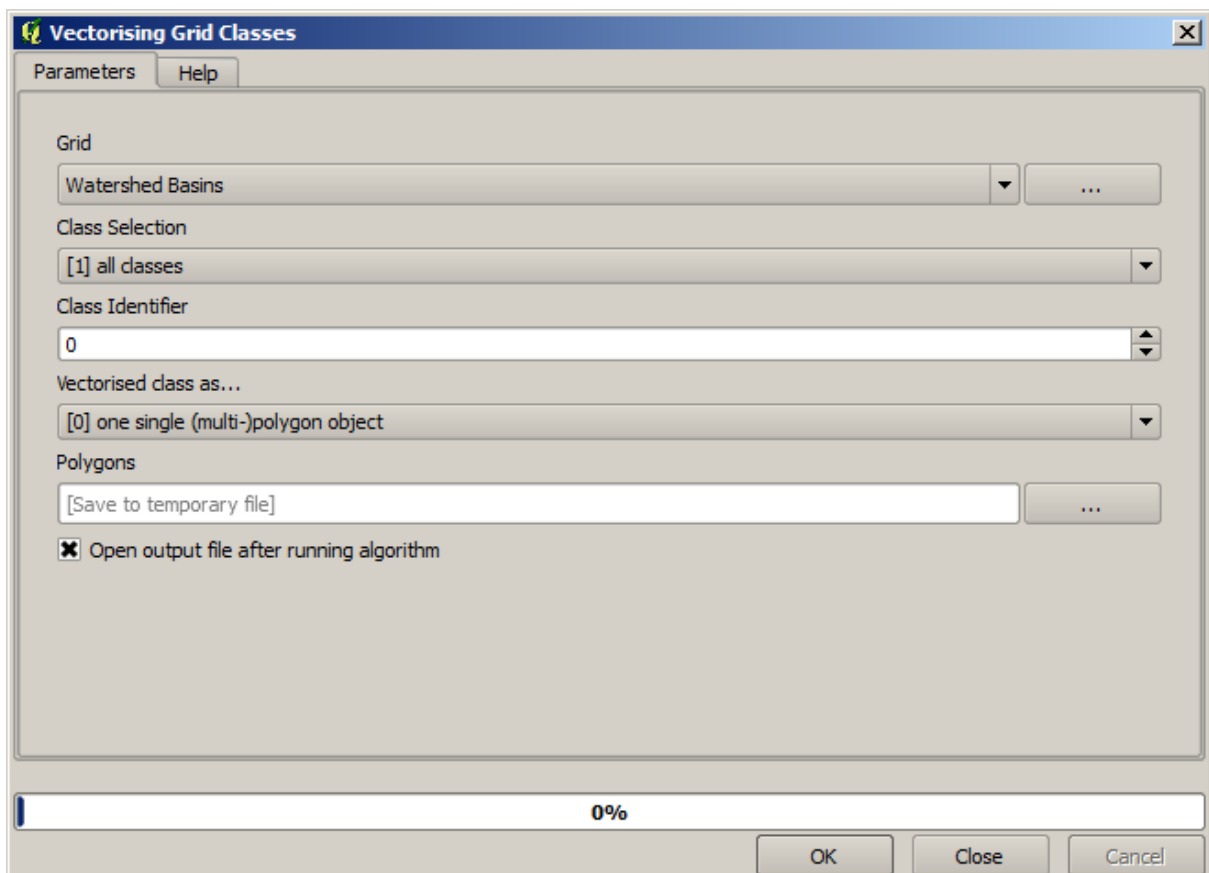 Vectorising Grid Classes
Parameters Help
Grid
Watershed Basins ...
Class Selection
[1] all classes
Class Identifier
0
Vectorised class as...
[0] one single (multi-)polygon object
Polygons
[Save to temporary file] ...
Open output file after running algorithm
0%
OK Close Cancel